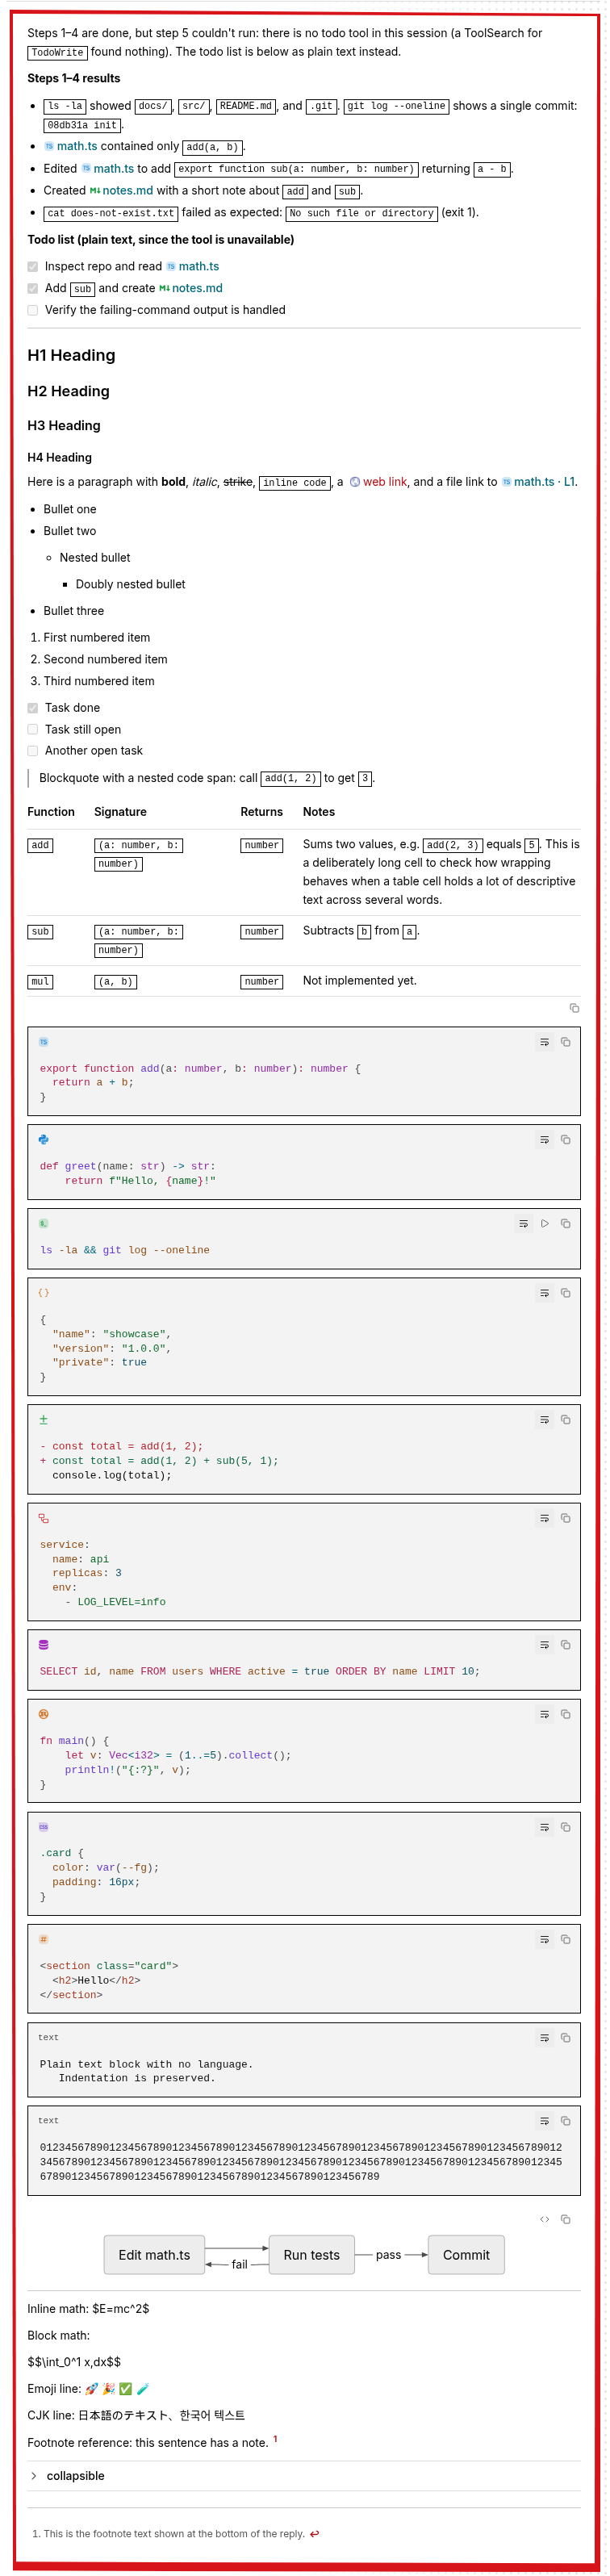 Steps 1–4 are done, but step 5 couldn't run: there is no todo tool in this session (a ToolSearch for
TodoWrite found nothing). The todo list is below as plain text instead.
Steps 1–4 results
• ls -la showed docs/, src/, README.md, and .git. git log --oneline shows a single commit:
08db31a init.
• math.ts contained only add(a, b).
• Edited math.ts to add export function sub(a: number, b: number) returning a - b.
• Created notes.md with a short note about add and sub.
• cat does-not-exist.txt failed as expected: No such file or directory (exit 1).
Todo list (plain text, since the tool is unavailable)
Inspect repo and read math.ts
Add sub and create notes.md
Verify the failing-command output is handled
H1 Heading
H2 Heading
H3 Heading
H4 Heading
Here is a paragraph with bold, italic, strike, inline code, a web link, and a file link to math.ts · L1.
• Bullet one
• Bullet two
Nested bullet
Doubly nested bullet
• Bullet three
1. First numbered item
2. Second numbered item
3. Third numbered item
Task done
Task still open
Another open task
Blockquote with a nested code span: call add(1, 2) to get 3.
Function Signature Returns Notes
add (a: number, b: number Sums two values, e.g. add(2, 3) equals 5. This is
number) a deliberately long cell to check how wrapping
behaves when a table cell holds a lot of descriptive
text across several words.
sub (a: number, b: number Subtracts b from a.
number)
mul (a, b) number Not implemented yet.
TS
export function add(a: number, b: number): number {
  return a + b;
}
def greet(name: str) -> str:
    return f"Hello, {name}!"
ls -la && git log --oneline
{
  "name": "showcase",
  "version": "1.0.0",
  "private": true
}
- const total = add(1, 2);
+ const total = add(1, 2) + sub(5, 1);
  console.log(total);
service:
  name: api
  replicas: 3
  env:
    - LOG_LEVEL=info
SELECT id, name FROM users WHERE active = true ORDER BY name LIMIT 10;
fn main() {
    let v: Vec<i32> = (1..=5).collect();
    println!("{:?}", v);
}
.card {
  color: var(--fg);
  padding: 16px;
}
<section class="card">
  <h2>Hello</h2>
</section>
text
Plain text block with no language.
   Indentation is preserved.
text
01234567890123456789012345678901234567890123456789012345678901234567890123456789012
34567890123456789012345678901234567890123456789012345678901234567890123456789012345
678901234567890123456789012345678901234567890123456789
Edit math.ts fail Run tests pass Commit
Inline math: $E=mc^2$
Block math:
$$\int_0^1 x,dx$$
Emoji line: 🚀 🎉 ✅ 🧪
CJK line: 日本語のテキスト、한국어 텍스트
Footnote reference: this sentence has a note. 1
collapsible
1. This is the footnote text shown at the bottom of the reply. ↩